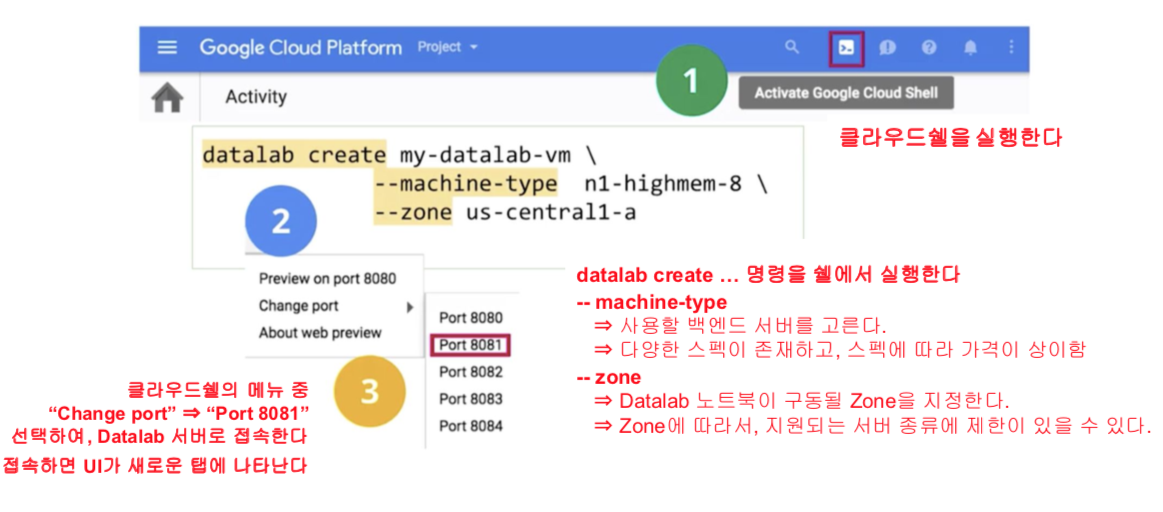 Google Cloud Platform Project
1
Activate Google Cloud Shell
Activity
클라우드쉘을 실행한다
datalab create my-datalab-vm \
--machine-type n1-highmem-8 \
--zone us-central1-a
2
datalab create … 명령을 쉘에서 실행한다
-- machine-type
⇒ 사용할 백엔드 서버를 고른다.
⇒ 다양한 스펙이 존재하고, 스펙에 따라 가격이 상이함
-- zone
⇒ Datalab 노트북이 구동될 Zone을 지정한다.
⇒ Zone에 따라서, 지원되는 서버 종류에 제한이 있을 수 있다.
Preview on port 8080
Change port
About web preview
Port 8080
Port 8081
Port 8082
Port 8083
Port 8084
3
클라우드쉘의 메뉴 중
“Change port” ⇒ “Port 8081”
선택하여, Datalab 서버로 접속한다
접속하면 UI가 새로운 탭에 나타난다